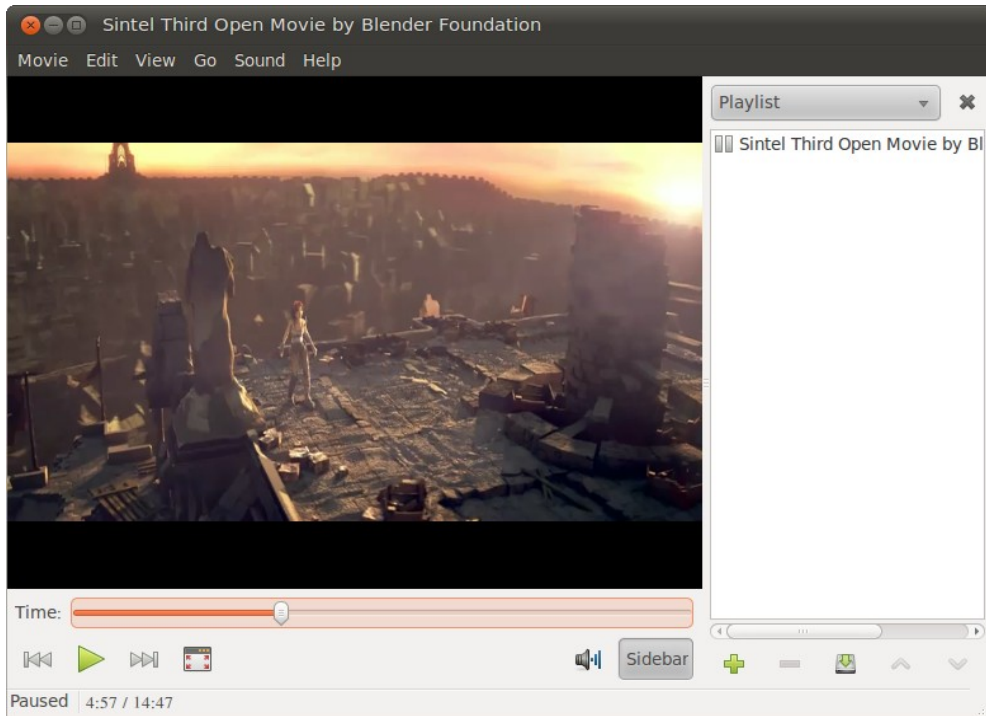 Sintel Third Open Movie by Blender Foundation
Movie Edit View Go Sound Help
Playlist
Sintel Third Open Movie by Bl
Time:
Sidebar
Paused 4:57 / 14:47